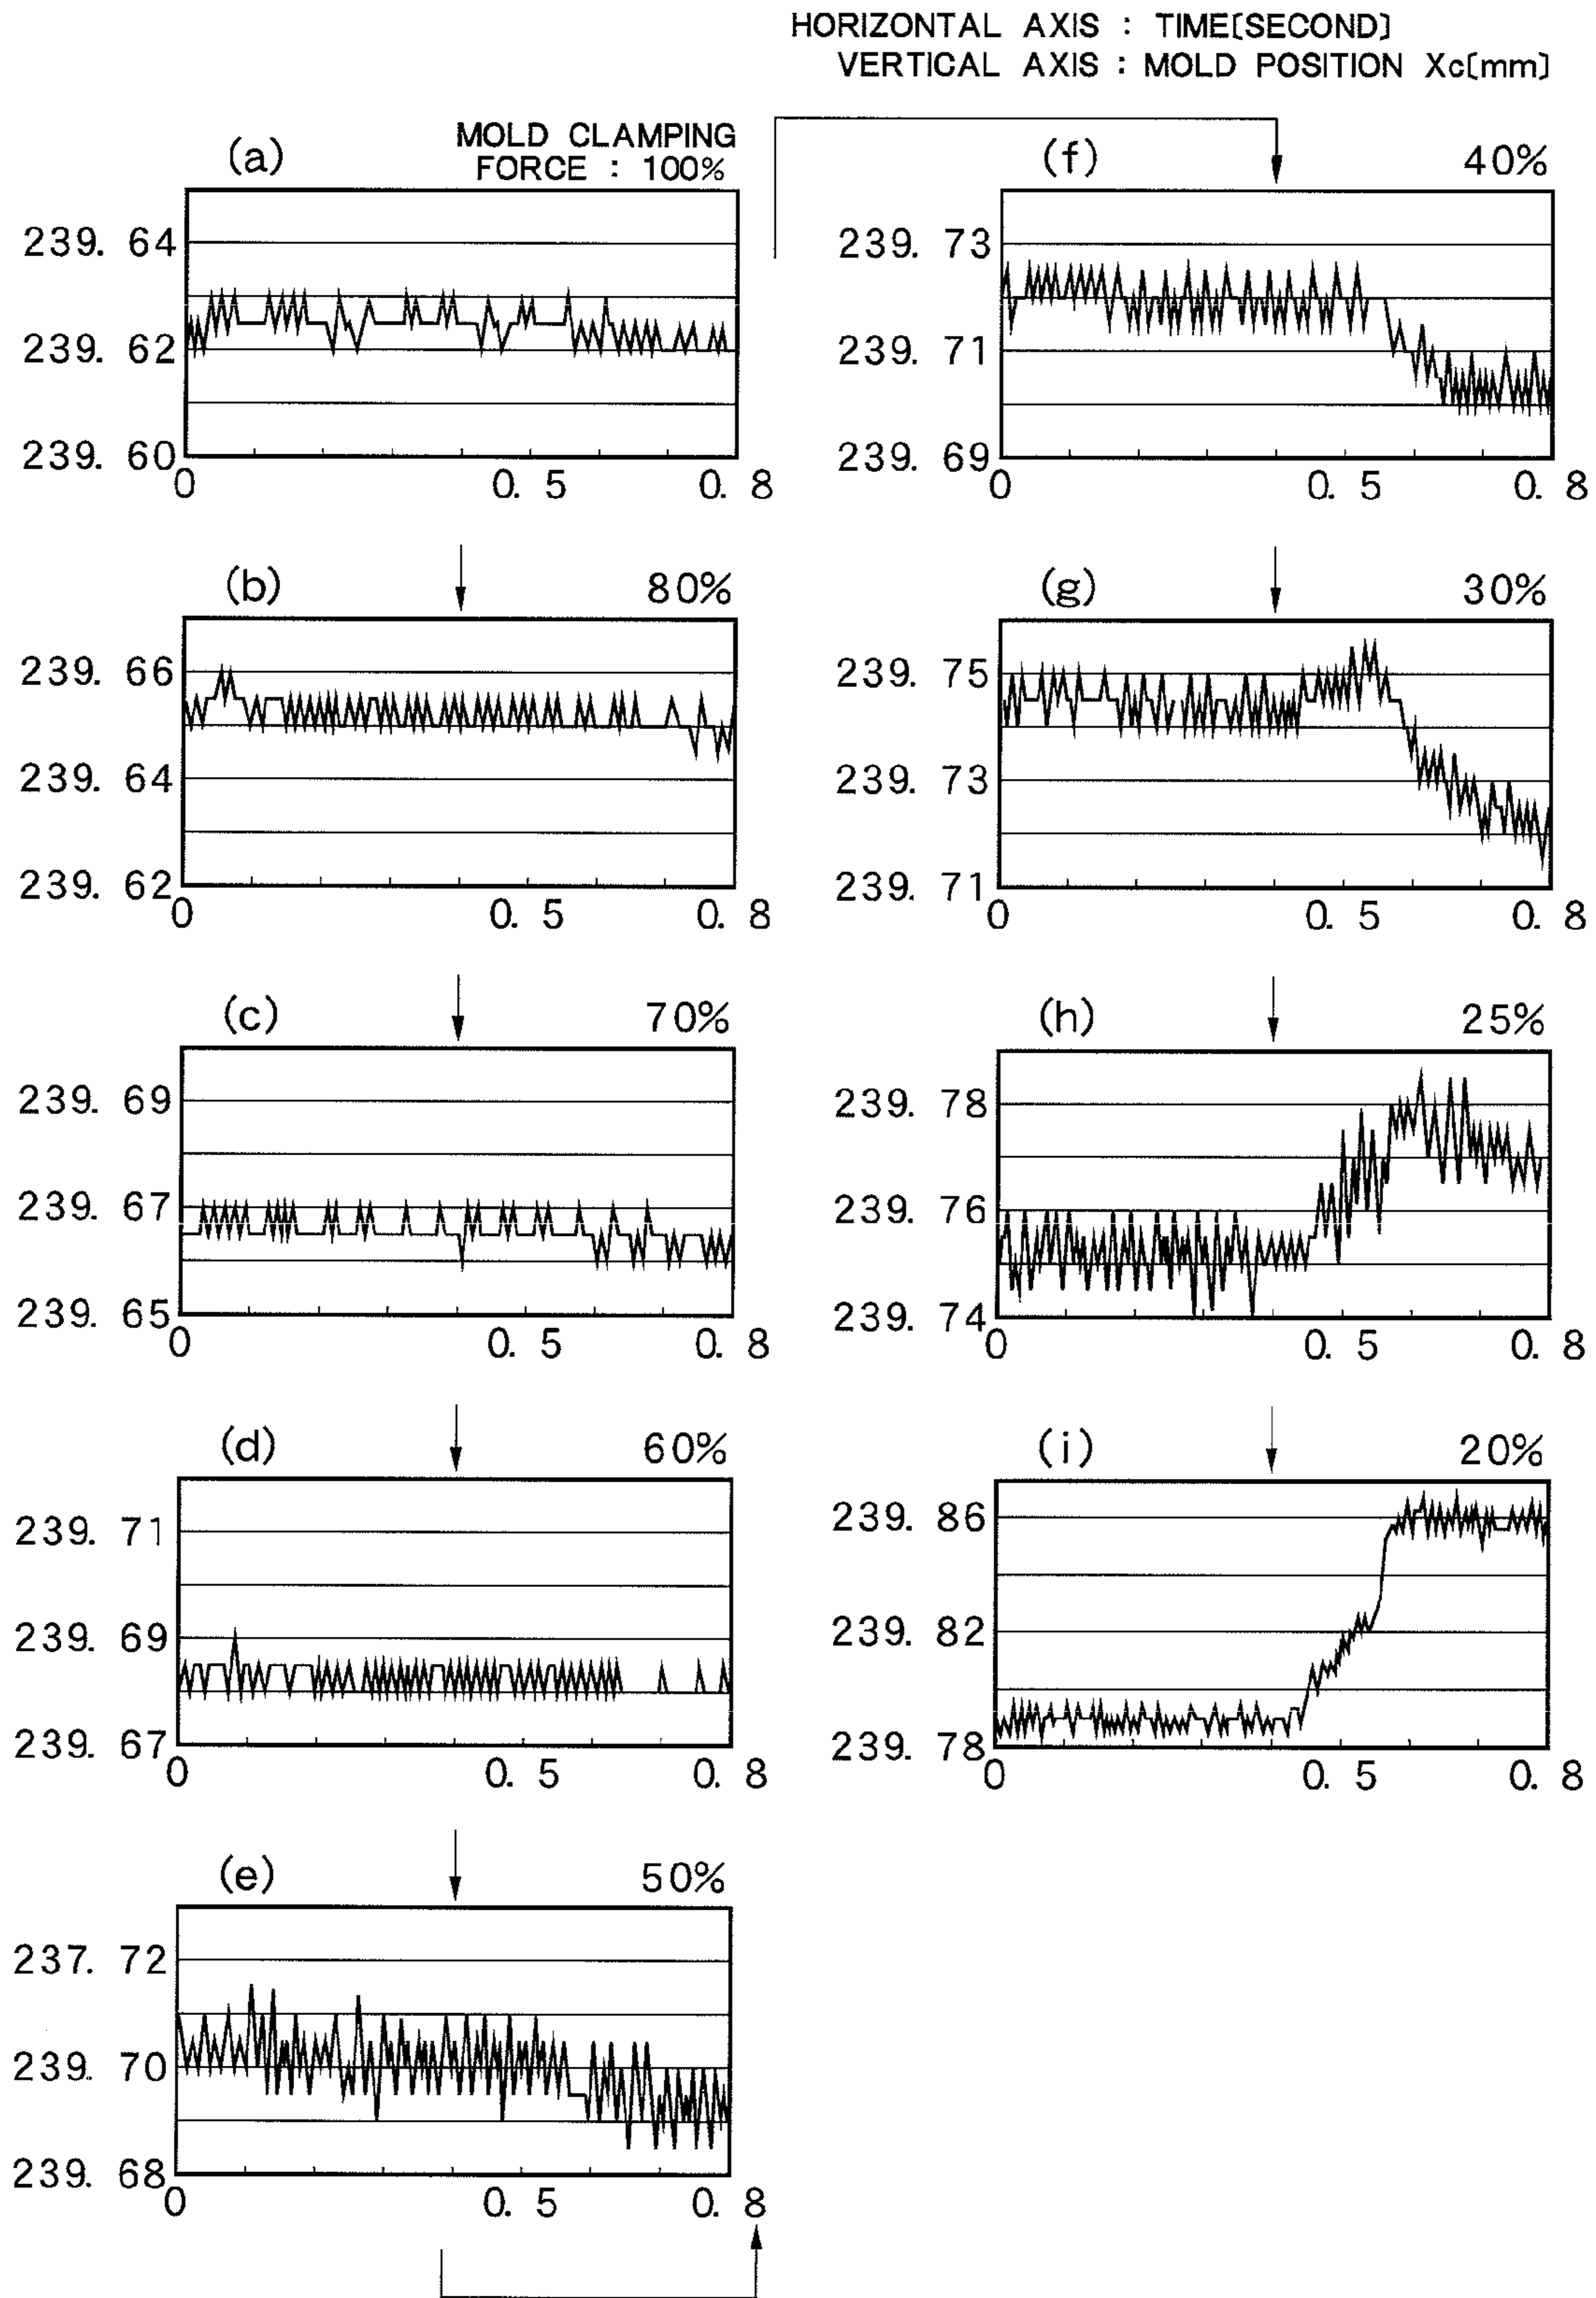 HORIZONTAL AXIS : TIME[SECOND]
VERTICAL AXIS : MOLD POSITION Xc[mm]
(a) MOLD CLAMPING
FORCE : 100%
239. 64
239. 62
239. 60
0 0. 5 0. 8
(b) 80%
239. 66
239. 64
239. 62
0 0. 5 0. 8
(c) 70%
239. 69
239. 67
239. 65
0 0. 5 0. 8
(d) 60%
239. 71
239. 69
239. 67
0 0. 5 0. 8
(e) 50%
237. 72
239. 70
239. 68
0 0. 5 0. 8
(f) 40%
239. 73
239. 71
239. 69
0 0. 5 0. 8
(g) 30%
239. 75
239. 73
239. 71
0 0. 5 0. 8
(h) 25%
239. 78
239. 76
239. 74
0 0. 5 0. 8
(i) 20%
239. 86
239. 82
239. 78
0 0. 5 0. 8